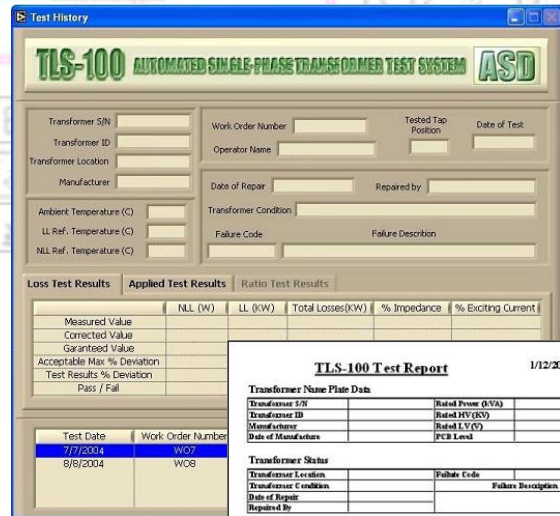 Test History
TLS-100 AUTOMATED SINGLE-PHASE TRANSFORMER TEST SYSTEM ASD
Transformer S/N
Transformer ID
Transformer Location
Manufacturer
Work Order Number
Tested Tap Position
Date of Test
Operator Name
Date of Repair
Repaired by
Transformer Condition
Failure Code
Failure Descrition
Ambient Temperature (C)
LL Ref. Temperature (C)
NLL Ref. Temperature (C)
Loss Test Results Applied Test Results Ratio Test Results
NLL (W) LL (KW) Total Losses(KW) % Impedance % Exciting Current
Measured Value
Corrected Value
Garanteed Value
Acceptable Max % Deviation
Test Results % Deviation
Pass / Fail
Test Date Work Order Number
7/7/2004 WO7
8/8/2004 WO8
TLS-100 Test Report 1/12/20
Transformer Name Plate Data
Transformer S/N Rated Power (kVA)
Transformer ID Rated HV (KV)
Manufacturer Rated LV (V)
Date of Manufacture PCB Level
Transformer Status
Transformer Location Failute Code
Transformer Condition Failure Description
Date of Repair
Repaired By